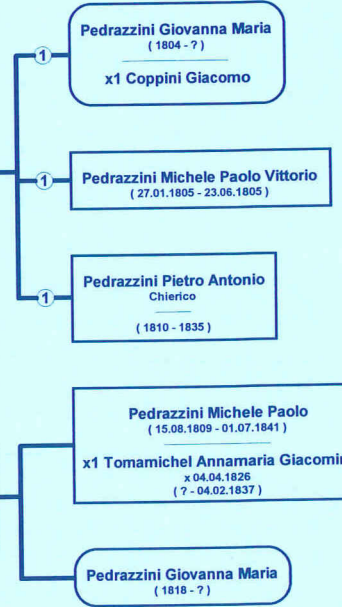 Pedrazzini Giovanna Maria
( 1804 - ? )
x1 Coppini Giacomo
1
Pedrazzini Michele Paolo Vittorio
( 27.01.1805 - 23.06.1805 )
1
Pedrazzini Pietro Antonio
Chierico
( 1810 - 1835 )
1
Pedrazzini Michele Paolo
( 15.08.1809 - 01.07.1841 )
x1 Tomamichel Annamaria
x 04.04.1826
( ? - 04.02.1837 )
Pedrazzini Giovanna Maria
( 1818 - ? )